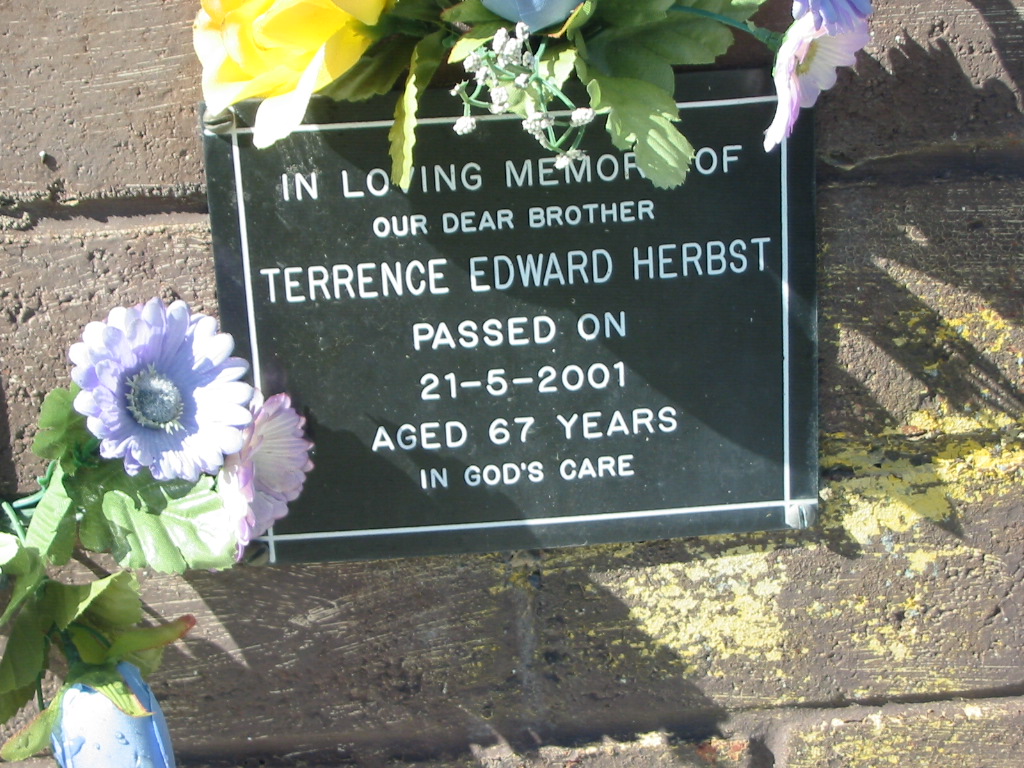 IN LOVING MEMORY OF
OUR DEAR BROTHER
TERRENCE EDWARD HERBST
PASSED ON
21-5-2001
AGED 67 YEARS
IN GOD'S CARE